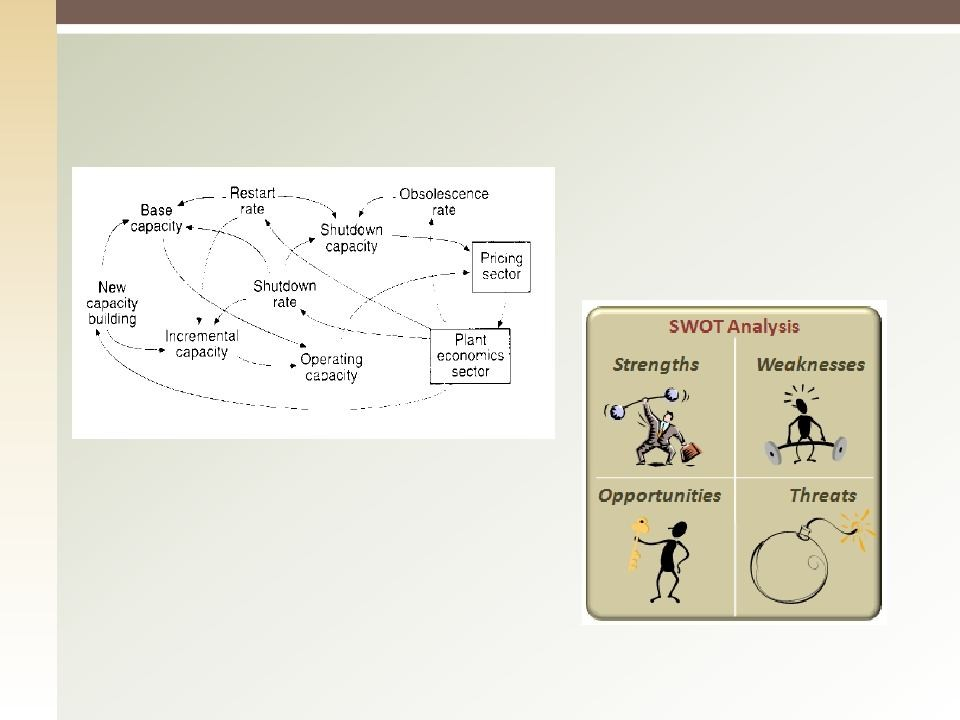 Restart
rate
Obsolescence
rate
Base
capacity
Shutdown
capacity
Pricing
sector
New
capacity
building
Shutdown
rate
Incremental
capacity
Operating
capacity
Plant
economics
sector
SWOT Analysis
Strengths
Weaknesses
Opportunities
Threats